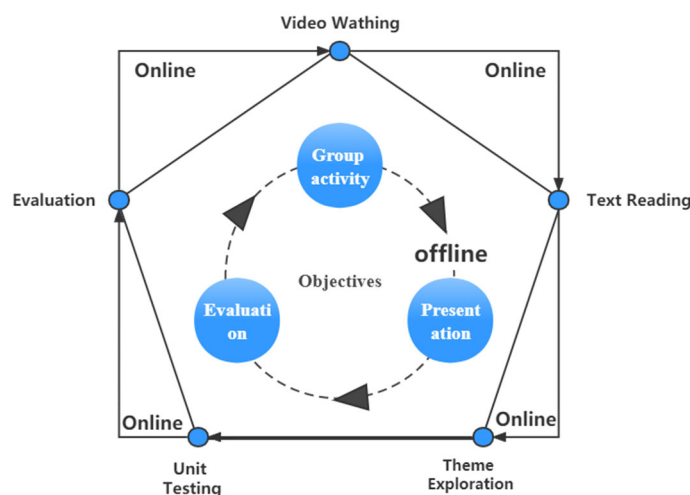 Video Wathing
Online
Online
Group
activity
Evaluation
Text Reading
offline
Objectives
Evaluati
on
Present
ation
Online
Online
Unit
Testing
Theme
Exploration